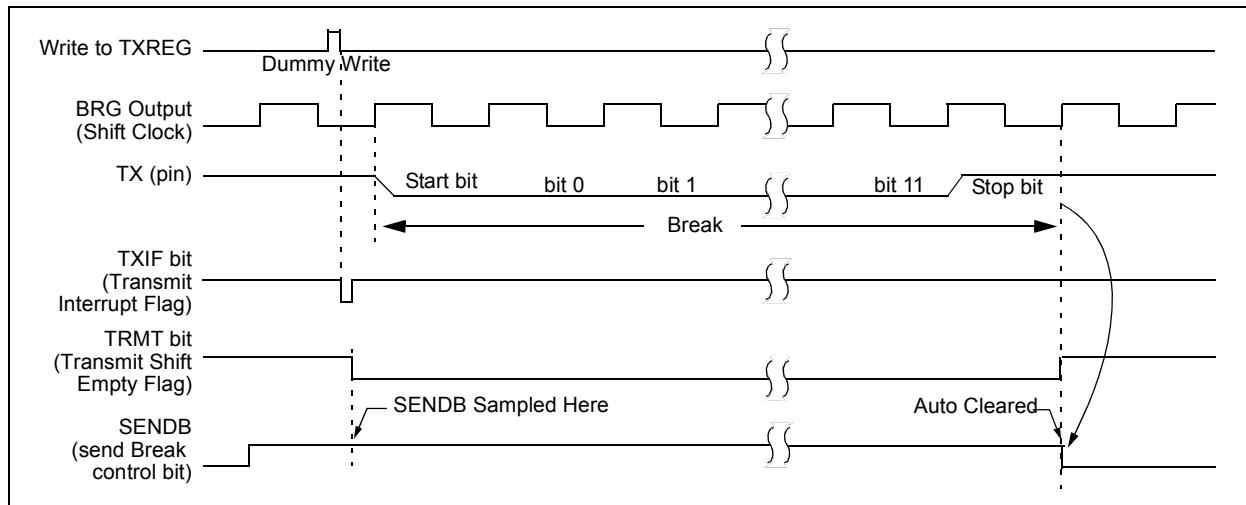 Write to TXREG
Dummy Write
BRG Output
(Shift Clock)
TX (pin)
Start bit
bit 0
bit 1
bit 11
Stop bit
Break
TXIF bit
(Transmit
Interrupt Flag)
TRMT bit
(Transmit Shift
Empty Flag)
SENDB Sampled Here
Auto Cleared
SENDB
(send Break
control bit)